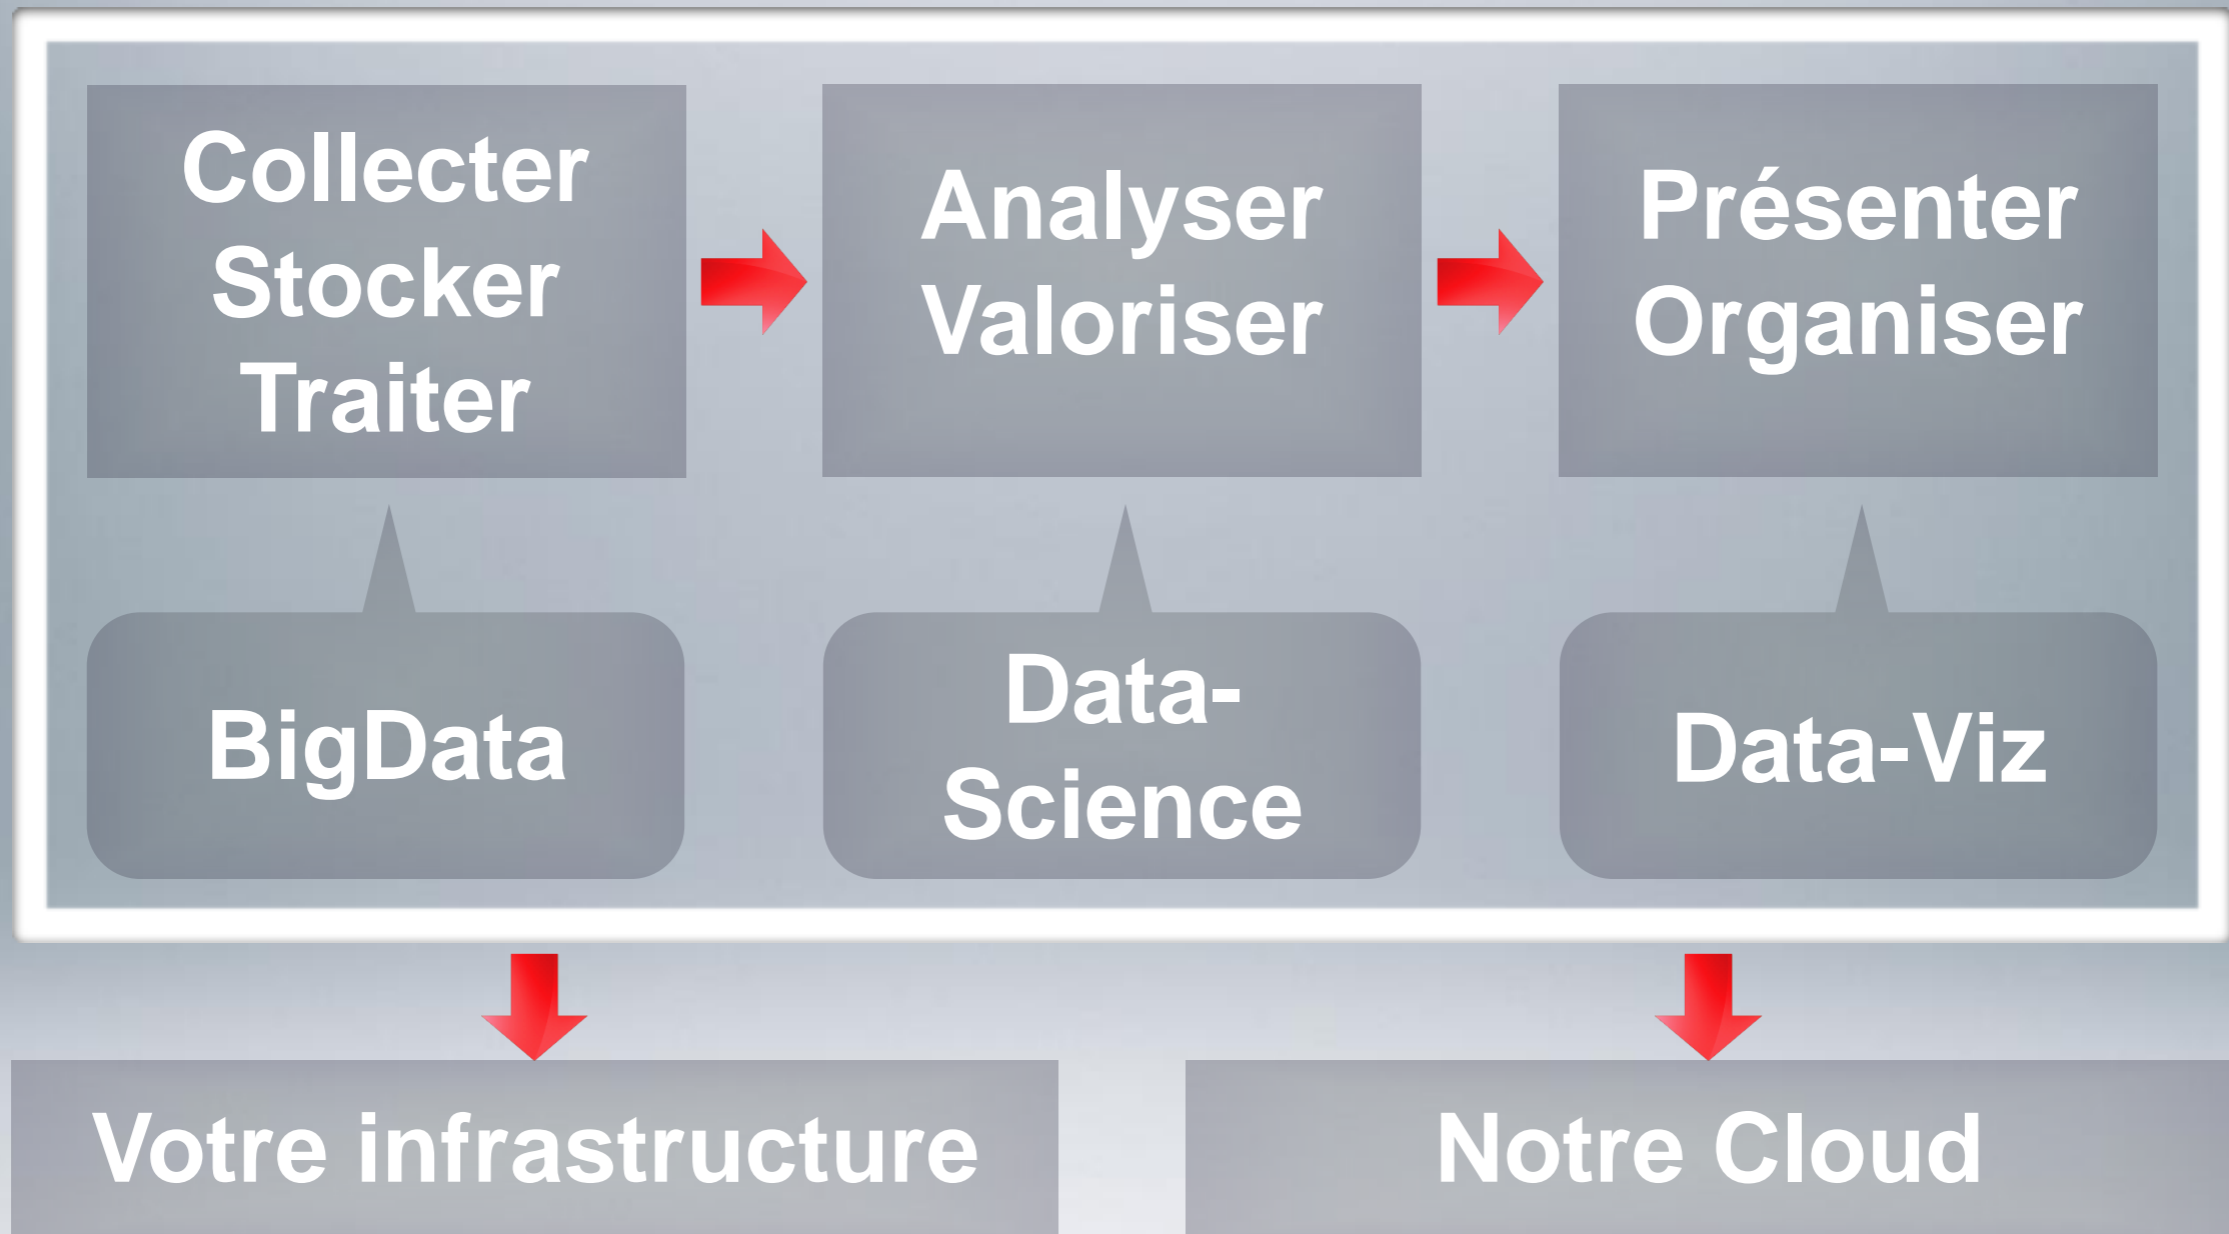 Collecter
Stocker
Traiter
Analyser
Valoriser
Présenter
Organiser
BigData
Data-
Science
Data-Viz
Votre infrastructure
Notre Cloud